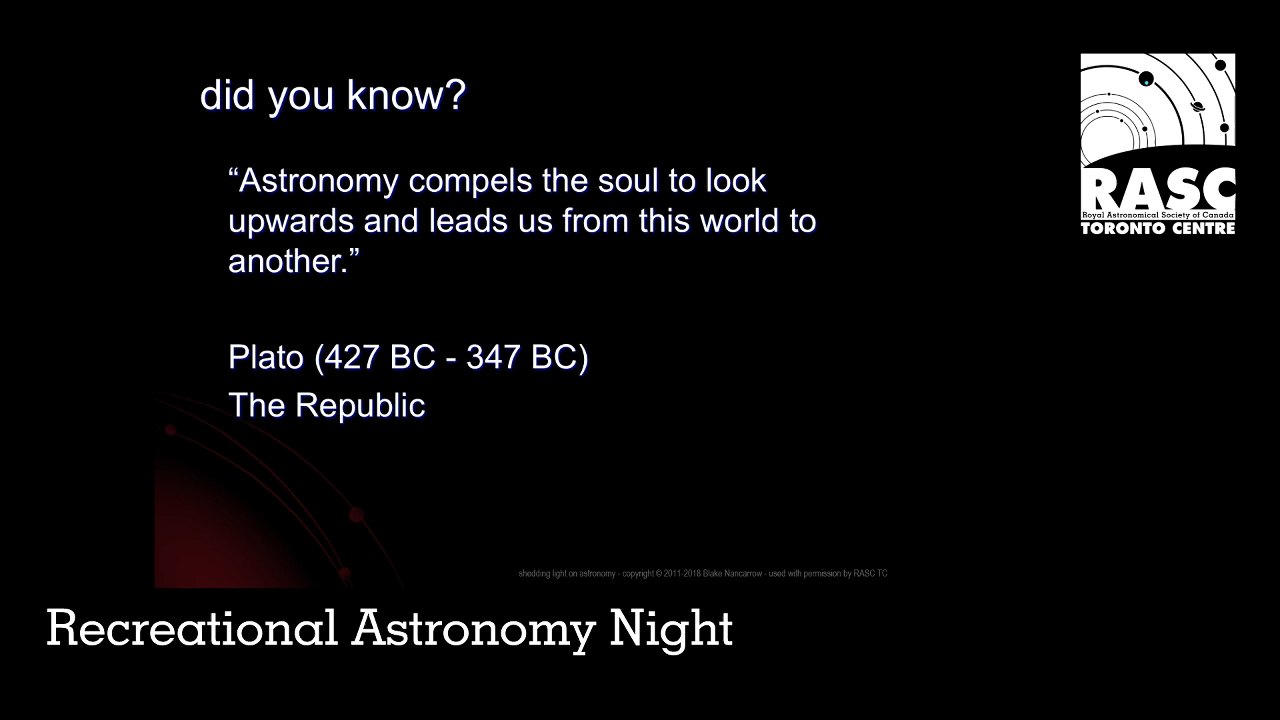 did you know?
“Astronomy compels the soul to look
upwards and leads us from this world to
another.”
Plato (427 BC - 347 BC)
The Republic
RASC
Royal Astronomical Society of Canada
TORONTO CENTRE
shedding light on astronomy - copyright © 2011-2018 Blake Nancarrow - used with permission by RASC TC
Recreational Astronomy Night